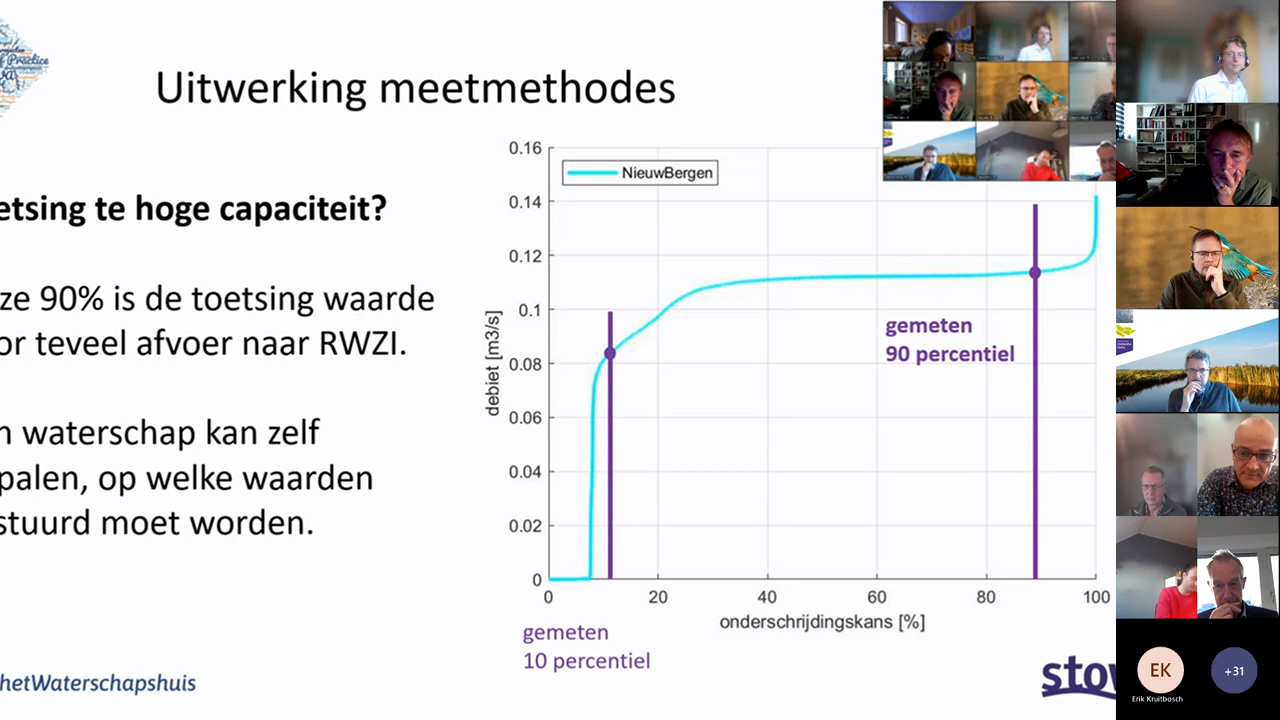 Practice
Uitwerking meetmethodes
etsing te hoge capaciteit?
ze 90% is de toetsing waarde
or teveel afvoer naar RWZI.
n waterschap kan zelf
palen, op welke waarden
stuurd moet worden.
hetWaterschapshuis
NieuwBergen
0.16
0.14
0.12
0.1
0.08
0.06
0.04
0.02
0
debiet [m3/s]
gemeten
90 percentiel
0
20
40
60
80
100
onderschrijdingskans [%]
gemeten
10 percentiel
stow
EK
+31
Erik Kruitbosch